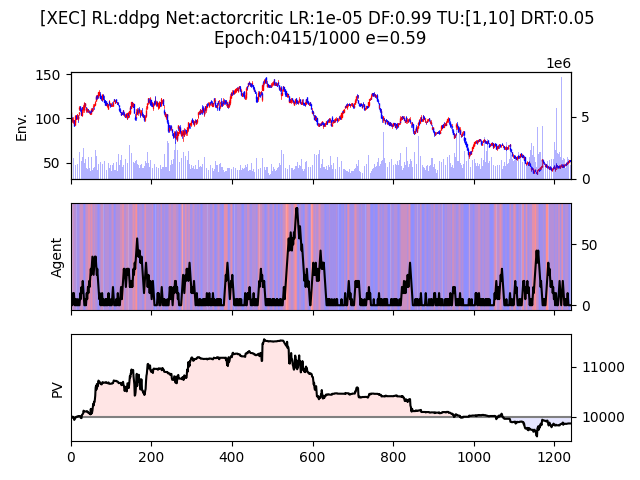 [XEC] RL:ddpg Net:actorcritic LR:1e-05 DF:0.99 TU:[1,10] DRT:0.05
Epoch:0415/1000 e=0.59
1e6
150
100
50
Env.
5
0
Agent
50
0
PV
11000
10000
0
200
400
600
800
1000
1200